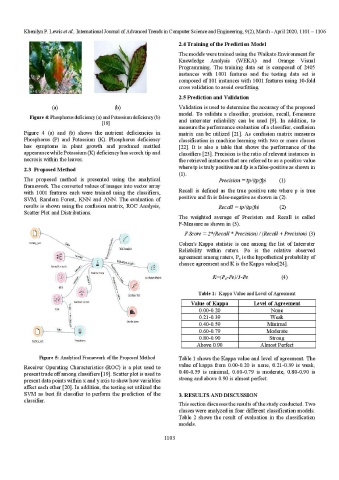 Khenilyn P. Lewis et al., International Journal of Advanced Trends in Computer Science and Engineering, 9(2), March - April 2020, 1101 – 1106
(a) (b)
Figure 4: Phosphorus deficiency (a) and Potassium deficiency (b)
[18]
Figure 4 (a) and (b) shows the nutrient deficiencies in
Phosphorus (P) and Potassium (K). Phosphorus deficiency
has symptoms in plant growth and produced mottled
appearance while Potassium (K) deficiency has scorch tip and
necrosis within the leaves.
2.3 Proposed Method
The proposed method is presented using the analytical
framework. The converted values of images into vector array
with 1001 features each were trained using the classifiers,
SVM, Random Forest, KNN and ANN. The evaluation of
results is shown using the confusion matrix, ROC Analysis,
Scatter Plot and Distributions.
Figure 5: Analytical Framework of the Proposed Method
Receiver Operating Characteristics (ROC) is a plot used to
present trade off among classifiers [19]. Scatter plot is used to
present data points within x and y axis to show how variables
affect each other [20]. In addition, the testing set utilized the
SVM as best fit classifier to perform the prediction of the
classifier.
2.4 Training of the Prediction Model
The models were trained using the Waikato Environment for
Knowledge Analysis (WEKA) and Orange Visual
Programming. The training data set is composed of 2405
instances with 1001 features and the testing data set is
composed of 101 instances with 1001 features using 10-fold
cross validation to avoid overfitting.
2.5 Prediction and Validation
Validation is used to determine the accuracy of the proposed
model. To validate a classifier, precision, recall, f-measure
and interrater reliability can be used [9]. In addition, to
measure the performance evaluation of a classifier, confusion
matrix can be utilized [21]. As confusion matrix measures
classification in machine learning with two or more classes
[22]. It is also a table that shows the performance of the
classifiers [23]. Precision is the ratio of relevant instances in
the retrieved instances that are referred to as a positive value
where tp is truly positive and fp is a false-positive as shown in
(1).
Precision = tp/(tp/fp) (1)
Recall is defined as the true positive rate where p is true
positive and fn is false-negative as shown in (2).
Recall = tp/(tp/fn) (2)
The weighted average of Precision and Recall is called
F-Measure as shown in (3).
F Score = 2*(Recall * Precision) / (Recall + Precision) (3)
Cohen's Kappa statistic is one among the list of Interrater
Reliability within raters. Po is the relative observed
agreement among raters, Pe is the hypothetical probability of
chance agreement and K is the Kappa value[24].
K=(Po-Pe)/1-Pe (4)
Table 1: Kappa Value and Level of Agreement
Value of Kappa Level of Agreement
0.00-0.20 None
0.21-0.39 Weak
0.40-0.59 Minimal
0.60-0.79 Moderate
0.80-0.90 Strong
Above 0.90 Almost Perfect
Table 1 shows the Kappa value and level of agreement. The
value of kappa from 0.00-0.20 is none, 0.21-0.39 is weak,
0.40-0.59 is minimal, 0.60-0.79 is moderate, 0.80-0.90 is
strong and above 0.90 is almost perfect.
3. RESULTS AND DISCUSSION
This section discusses the results of the study conducted. Two
classes were analyzed in four different classification models.
Table 2 shows the result of evaluation in the classification
models.
1103